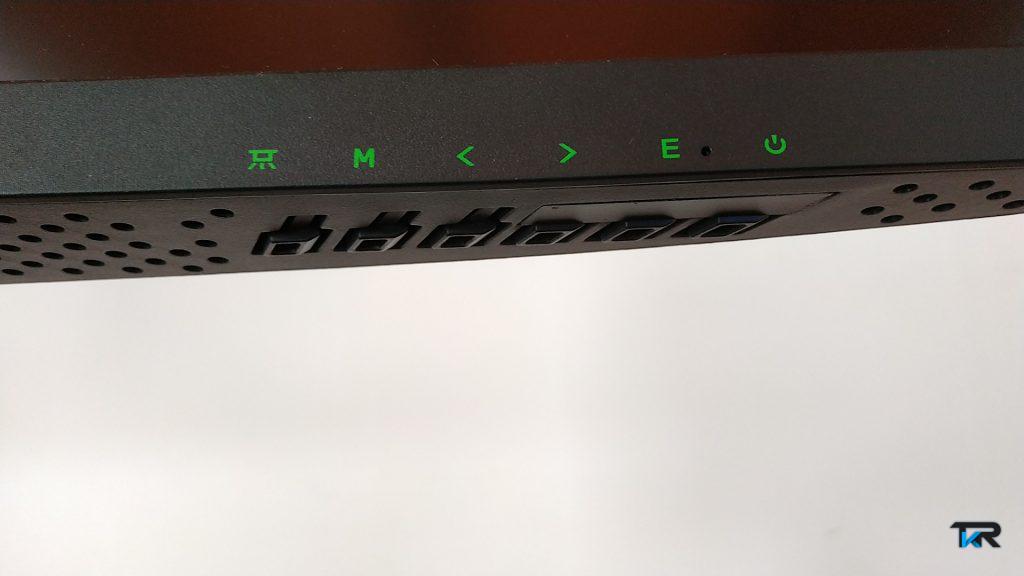 M < > E
TKR